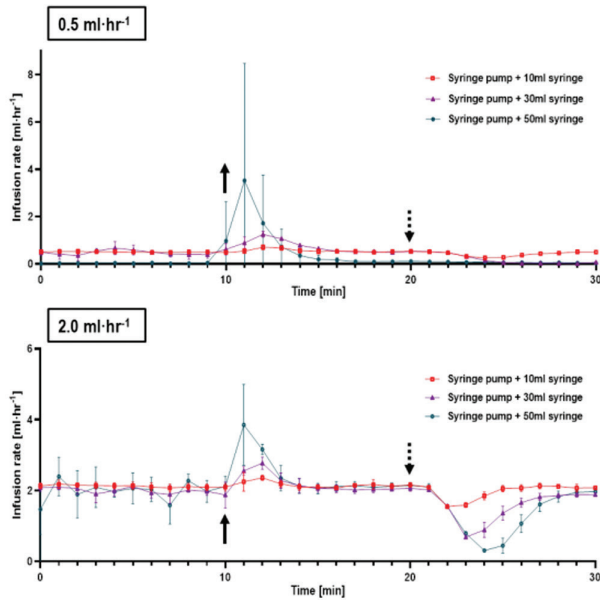 0.5 ml·hr⁻¹
Infusion rate [ml·hr⁻¹]
8
6
4
2
0
Syringe pump + 10ml syringe
Syringe pump + 30ml syringe
Syringe pump + 50ml syringe
0
10
20
30
Time [min]
2.0 ml·hr⁻¹
Infusion rate [ml·hr⁻¹]
6
4
2
0
Syringe pump + 10ml syringe
Syringe pump + 30ml syringe
Syringe pump + 50ml syringe
0
10
20
30
Time [min]